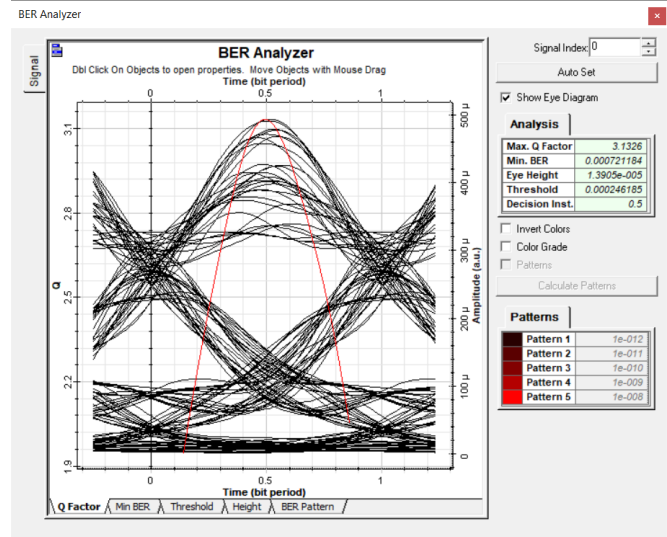 BER Analyzer
Signal
BER Analyzer
Dbl Click On Objects to open properties. Move Objects with Mouse Drag
Time (bit period)
0 0.5 1
3.1
2.8
2.5
2.2
1.9
Q
500 µ
400 µ
300 µ
200 µ
100 µ
0
Amplitude (a.u.)
0 0.5 1
Time (bit period)
Q Factor Min BER Threshold Height BER Pattern
Signal Index: 0
Auto Set
Show Eye Diagram
Analysis
Max. Q Factor 3.1326
Min. BER 0.000721184
Eye Height 1.3905e-005
Threshold 0.000246185
Decision Inst. 0.5
Invert Colors
Color Grade
Patterns
Calculate Patterns
Patterns
Pattern 1 1e-012
Pattern 2 1e-011
Pattern 3 1e-010
Pattern 4 1e-009
Pattern 5 1e-008